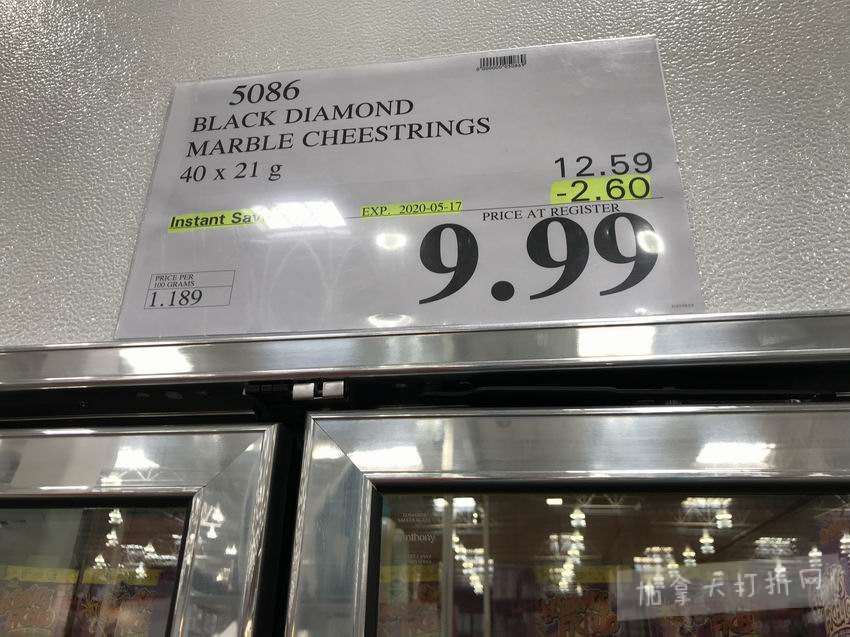 5086
BLACK DIAMOND
MARBLE CHEESTRINGS
40 x 21 g
12.59
-2.60
Instant Sav
EXP. 2020-05-17
PRICE AT REGISTER
9.99
PRICE PER
100 GRAMS
1.189
加拿大打折网